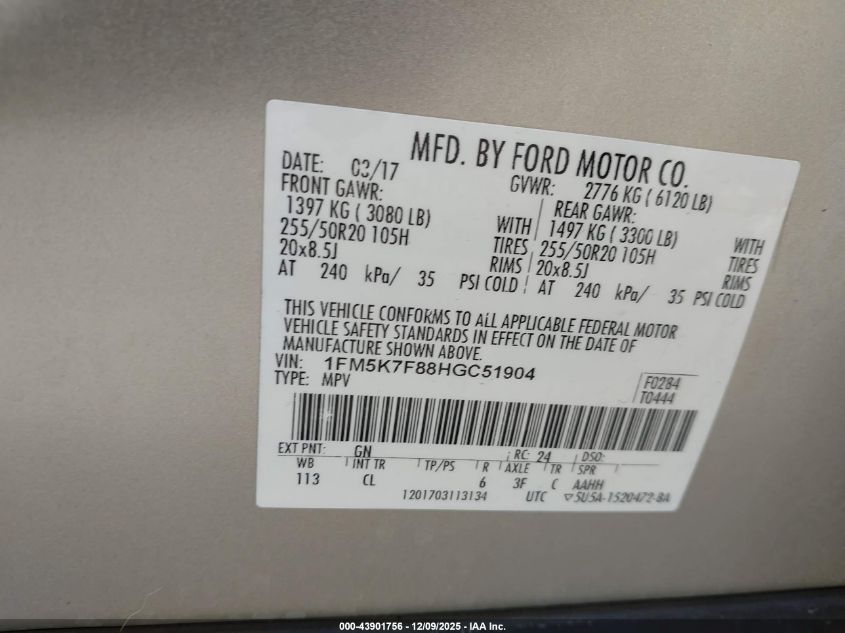 MFD. BY FORD MOTOR CO.
DATE: 03/17 GVWR: 2776 KG ( 6120 LB)
FRONT GAWR: REAR GAWR:
1397 KG ( 3080 LB) WITH 1497 KG ( 3300 LB) WITH
255/50R20 105H TIRES 255/50R20 105H TIRES
20x8.5J RIMS 20x8.5J RIMS
AT 240 kPa/ 35 PSI COLD AT 240 kPa/ 35 PSI COLD
THIS VEHICLE CONFORMS TO ALL APPLICABLE FEDERAL MOTOR
VEHICLE SAFETY STANDARDS IN EFFECT ON THE DATE OF
MANUFACTURE SHOWN ABOVE.
VIN: 1FM5K7F88HGC51904
TYPE: MPV
F0284
T0444
EXT PNT: GN RC: 24 DSO:
WB INT TR TP/PS R AXLE TR SPR
113 CL 6 3F C AAHH
1201703113134 UTC ▽5U5A-1520472-BA
000-43901756 - 12/09/2025 - IAA Inc.